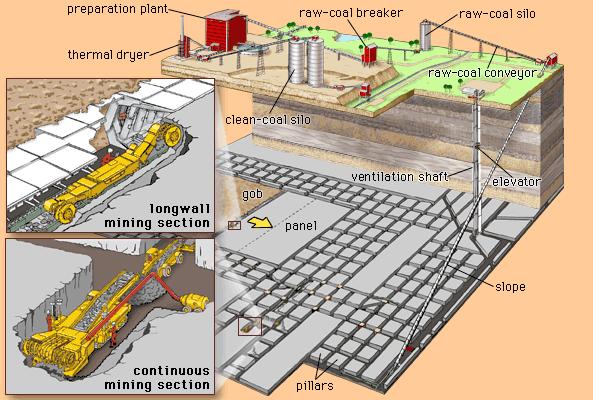 preparation plant
raw-coal breaker
raw-coal silo
thermal dryer
raw-coal conveyor
clean-coal silo
ventilation shaft
elevator
gob
longwall
mining section
panel
slope
continuous
mining section
pillars